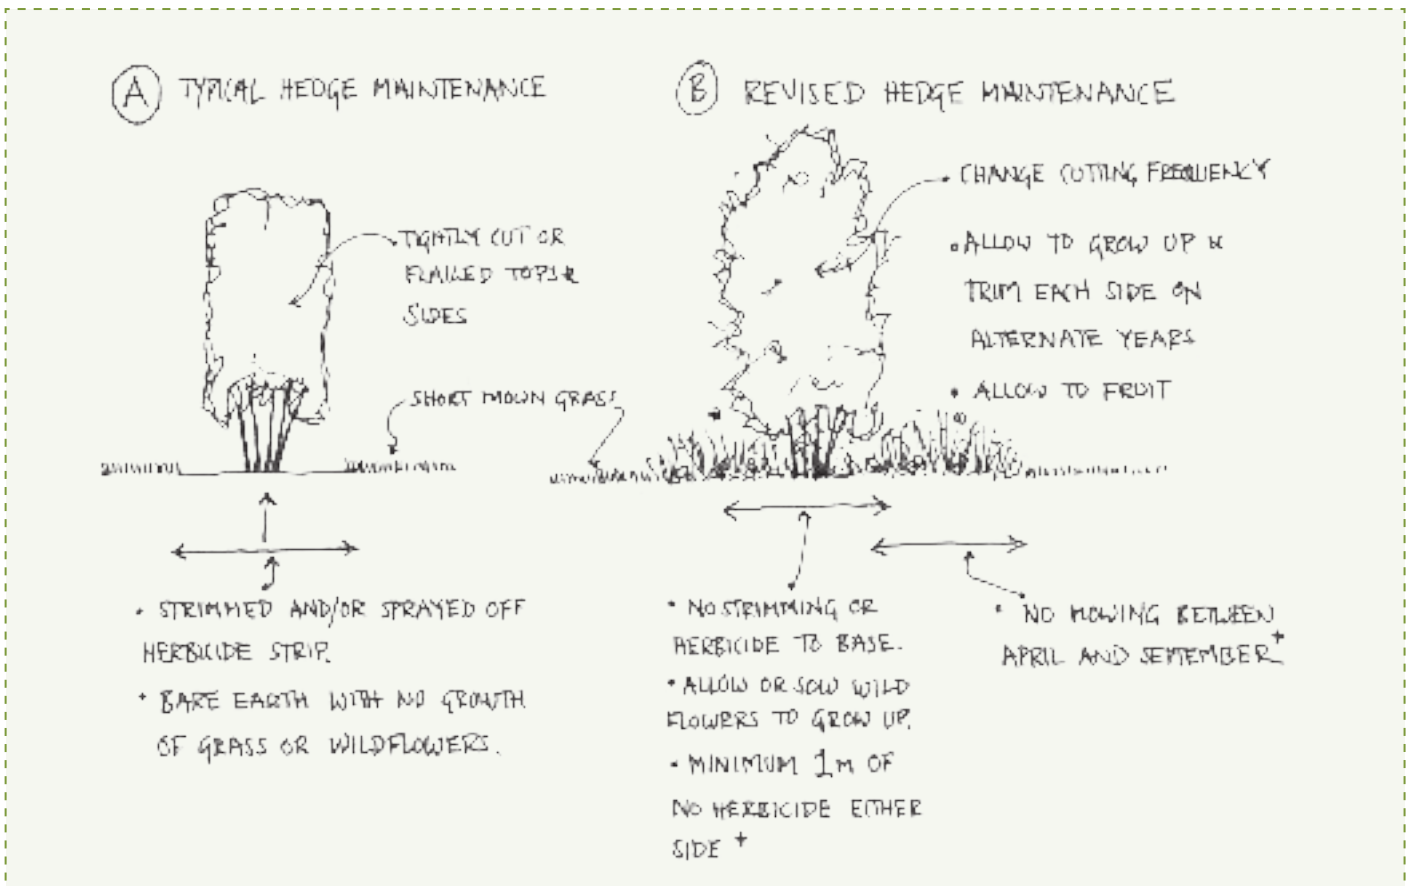 A TYPICAL HEDGE MAINTENANCE
TIGHTLY CUT OR
FLAILED TOPS &
SIDES
SHORT MOWN GRASS
• STRIMMED AND/OR SPRAYED OFF
HERBICIDE STRIP.
• BARE EARTH WITH NO GROWTH
OF GRASS OR WILDFLOWERS.
B REVISED HEDGE MAINTENANCE
• CHANGE CUTTING FREQUENCY
• ALLOW TO GROW UP &
TRIM EACH SIDE ON
ALTERNATE YEARS
• ALLOW TO FRUIT
• NO STRIMMING OR
HERBICIDE TO BASE.
• ALLOW OR SOW WILD
FLOWERS TO GROW UP.
• MINIMUM 1M OF
NO HERBICIDE EITHER
SIDE +
• NO MOWING BETWEEN
APRIL AND SEPTEMBER +